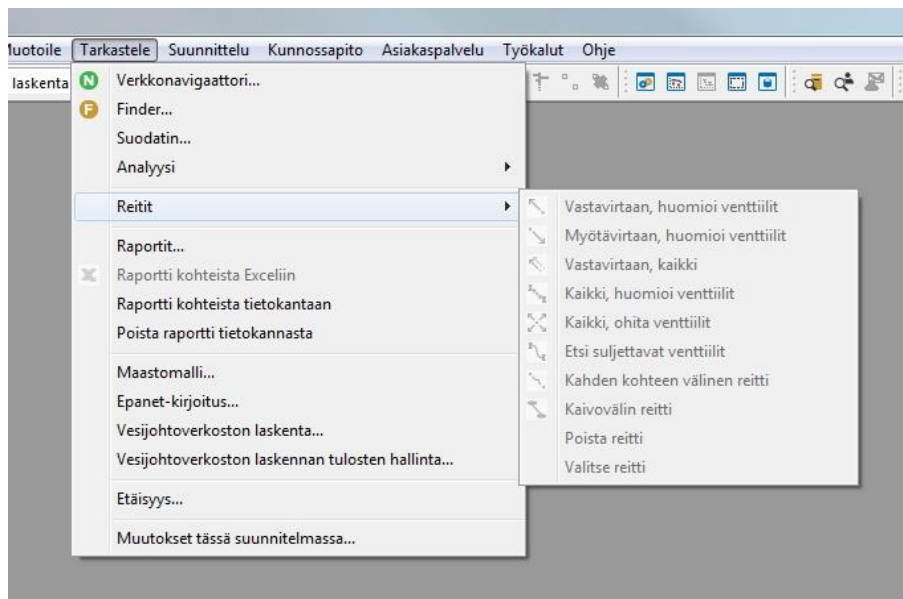 Muotoile Tarkastele Suunnittelu Kunnossapito Asiakaspalvelu Työkalut Ohje
laskenta
N Verkkonavigaattori...
F Finder...
Suodatin...
Analyysi
Reitit
Raportit...
Raportti kohteista Exceliin
Raportti kohteista tietokantaan
Poista raportti tietokannasta
Maastomalli...
Epanet-kirjoitus...
Vesijohtoverkoston laskenta...
Vesijohtoverkoston laskennan tulosten hallinta...
Etäisyys...
Muutokset tässä suunnitelmassa...
Vastavirtaan, huomioi venttiilit
Myötävirtaan, huomioi venttiilit
Vastavirtaan, kaikki
Kaikki, huomioi venttiilit
Kaikki, ohita venttiilit
Etsi suljettavat venttiilit
Kahden kohteen välinen reitti
Kaivovälin reitti
Poista reitti
Valitse reitti